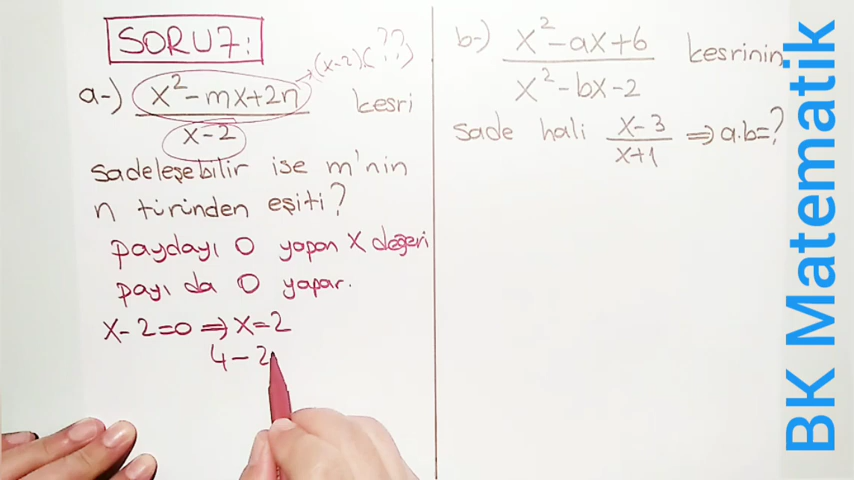 SORU7:
a-) x²-mx+2n → (x-2)(??)
x-2
kesri
sadeleşebilir ise m'nin
n türünden eşiti?
paydayı 0 yapan x değeri
payı da 0 yapar.
x-2=0 ⇒ x=2
4-2
b-) x²-ax+6
x²-bx-2
kesrinin
sade hali x-3
x+1
⇒ a.b=?
BK Matematik